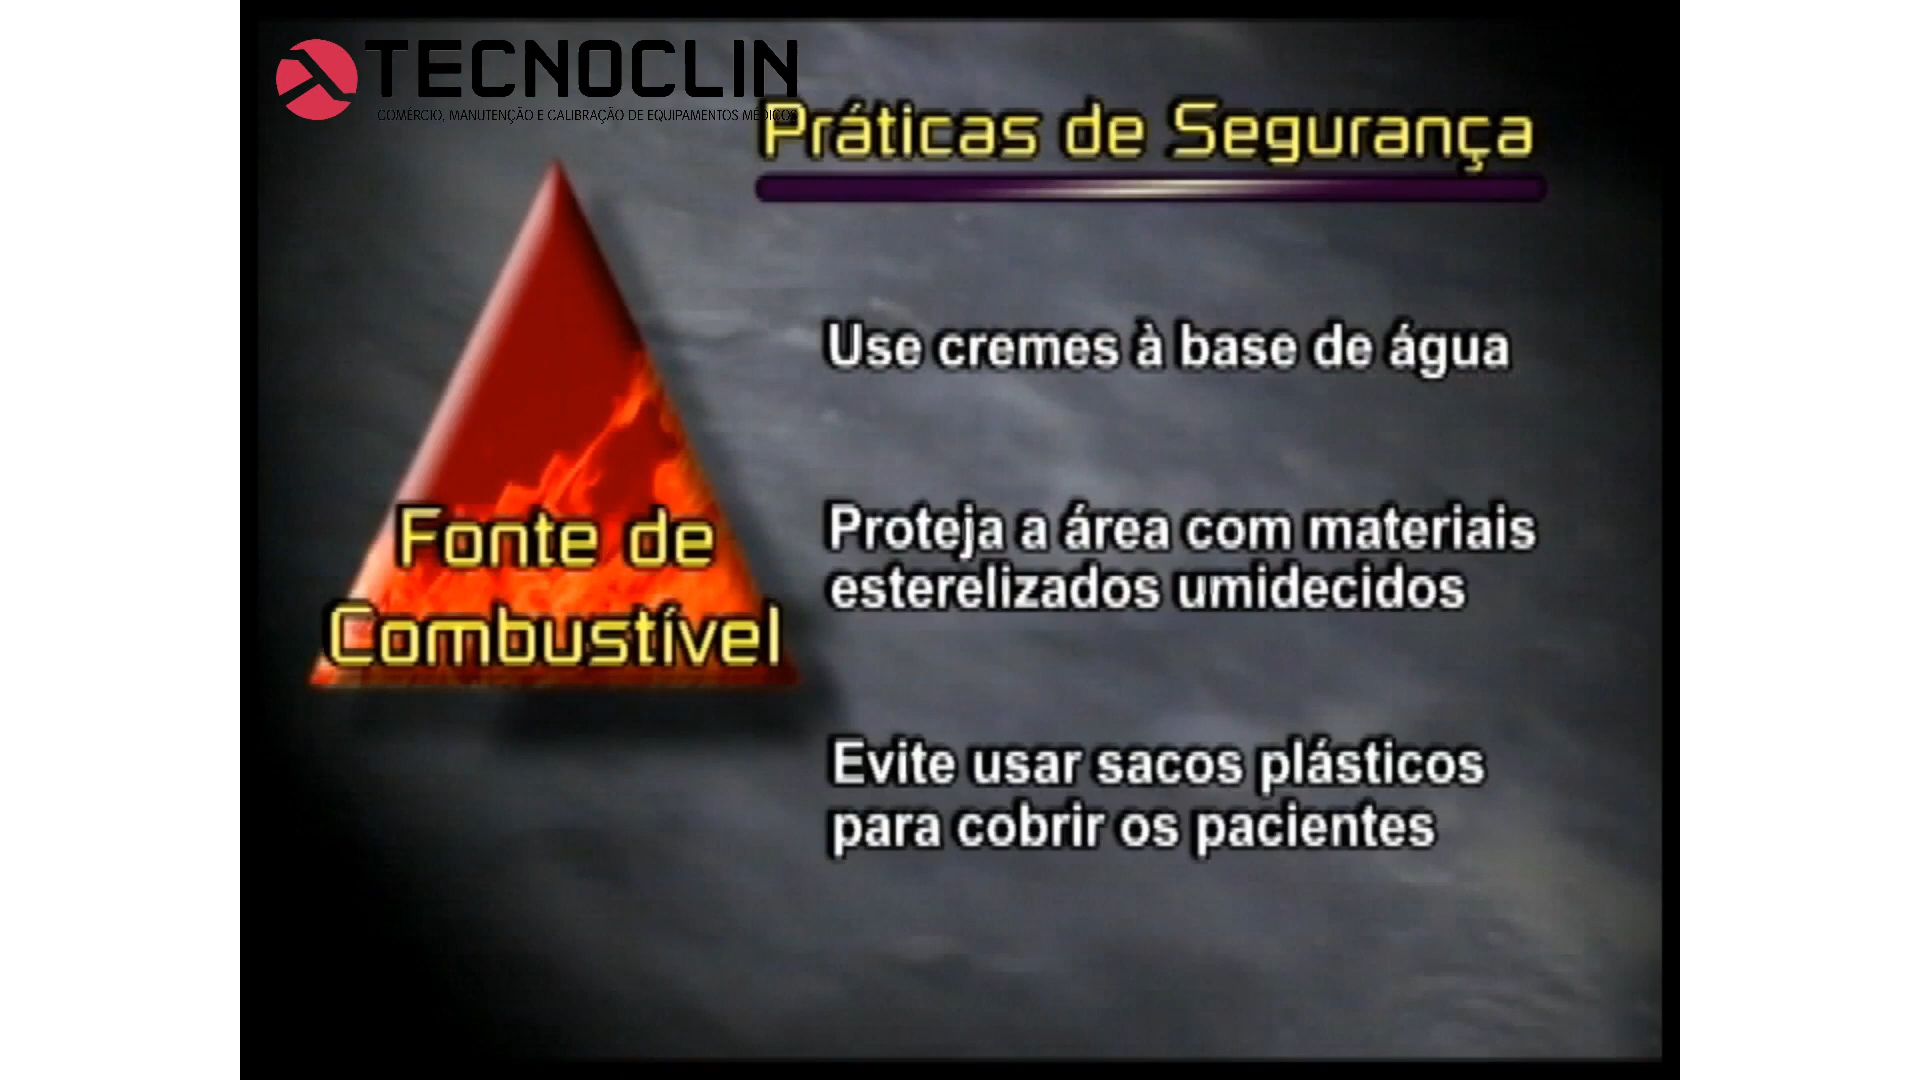 TECNOCLIN
COMÉRCIO, MANUTENÇÃO E CALIBRAÇÃO DE EQUIPAMENTOS MÉDICOS
Práticas de Segurança
Use cremes à base de água
Fonte de
Combustível
Proteja a área com materiais
esterelizados umidecidos
Evite usar sacos plásticos
para cobrir os pacientes